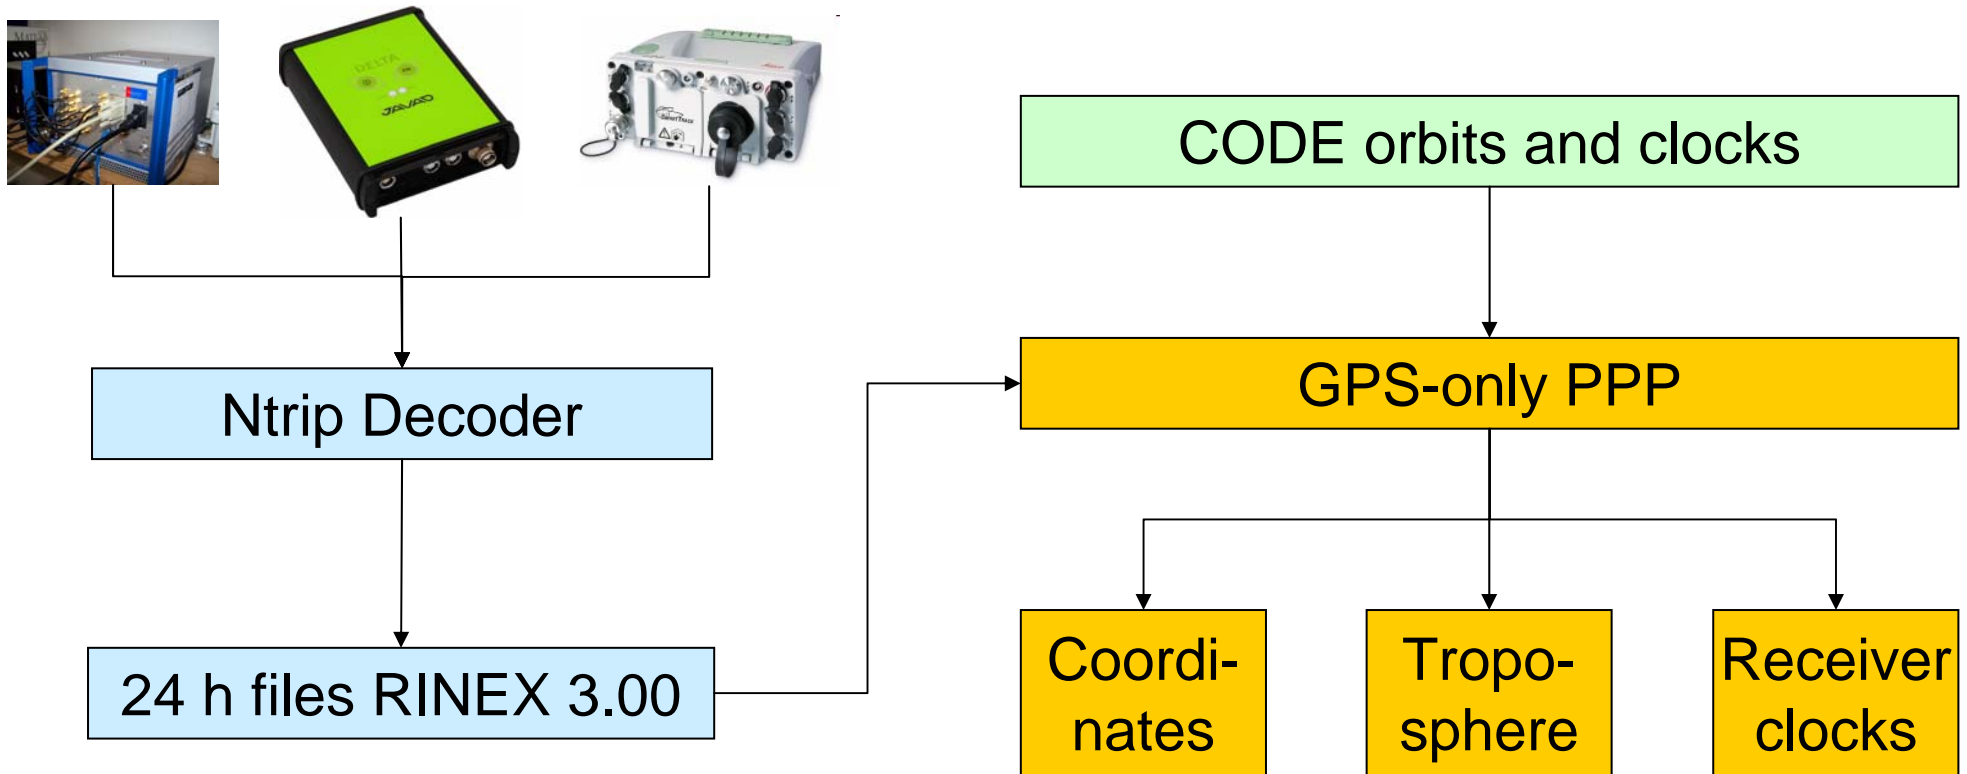 DELTA
JAVAD
SMARTTRACK
CODE orbits and clocks
Ntrip Decoder
GPS-only PPP
24 h files RINEX 3.00
Coordi-
nates
Tropo-
sphere
Receiver
clocks